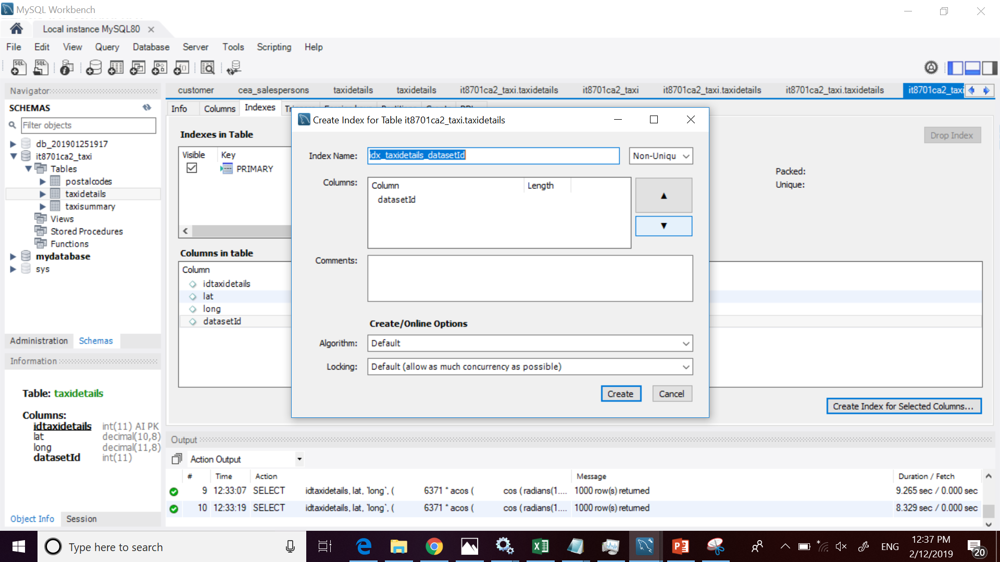 MySQL Workbench
Local instance MySQL80
File Edit View Query Database Server Tools Scripting Help
Navigator
SCHEMAS
Filter objects
db_201901251917
it8701ca2_taxi
Tables
postalcodes
taxidetails
taxisummary
Views
Stored Procedures
Functions
mydatabase
sys
Administration Schemas
Information
Table: taxidetails
Columns:
idtaxidetails int(11) AI PK
lat decimal(10,8)
long decimal(11,8)
datasetId int(11)
Object Info Session
customer cea_salespersons taxidetails taxidetails it8701ca2_taxi.taxidetails it8701ca2_taxi it8701ca2_taxi.taxidetails it8701ca2_taxi.taxidetails it8701ca2_taxi
Info Columns Indexes
Indexes in Table
Visible Key
PRIMARY
Drop Index
Packed:
Unique:
Columns in table
Column
idtaxidetails
lat
long
datasetId
Create Index for Selected Columns...
Create Index for Table it8701ca2_taxi.taxidetails
Index Name: idx_taxidetails_datasetId Non-Uniqu
Columns: Column Length
datasetId
Comments:
Create/Online Options
Algorithm: Default
Locking: Default (allow as much concurrency as possible)
Create Cancel
Output
Action Output
# Time Action Message Duration / Fetch
9 12:33:07 SELECT idtaxidetails, lat, `long`, ( 6371 * acos ( cos ( radians(1.... 1000 row(s) returned 9.265 sec / 0.000 sec
10 12:33:19 SELECT idtaxidetails, lat, `long`, ( 6371 * acos ( cos ( radians(1.... 1000 row(s) returned 8.329 sec / 0.000 sec
Type here to search
ENG
12:37 PM
2/12/2019
20